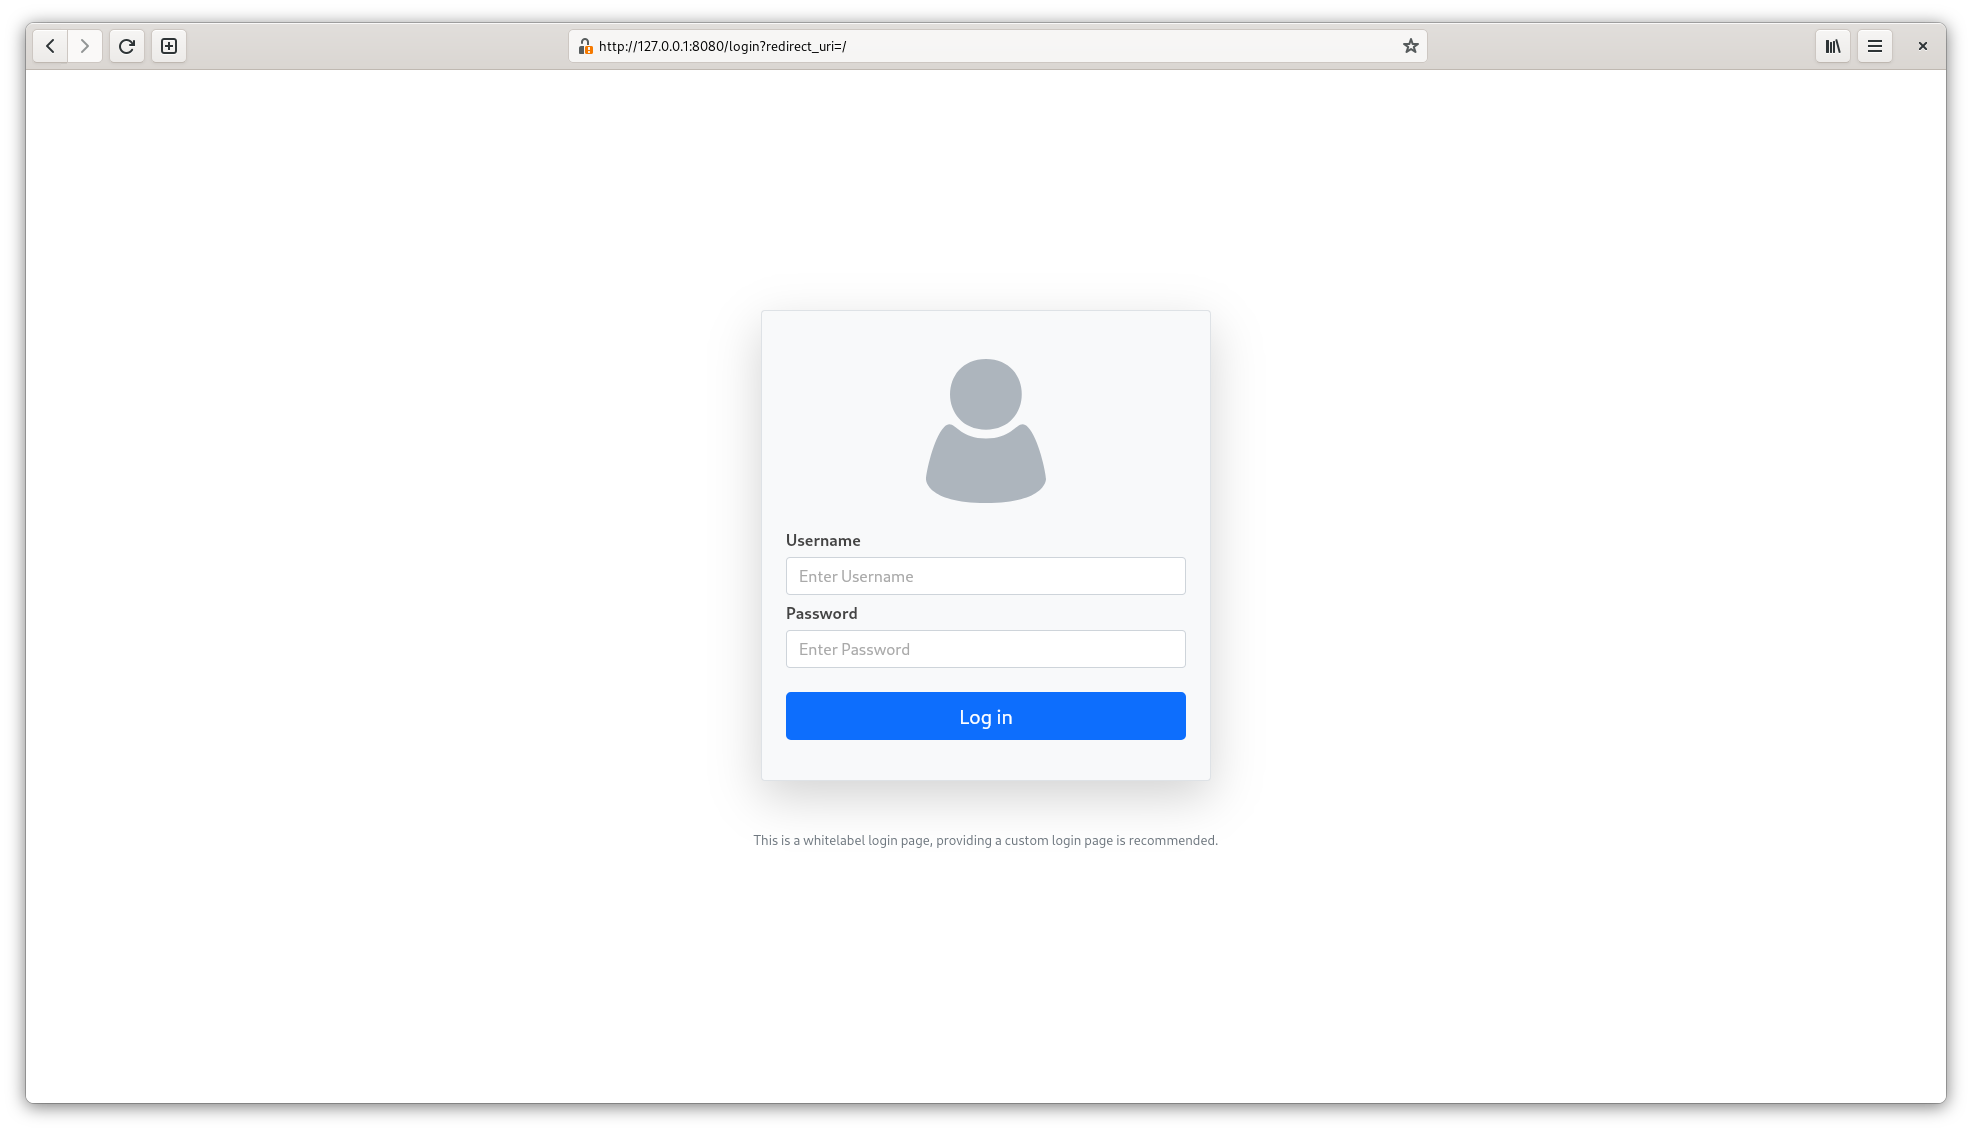 http://127.0.0.1:8080/login?redirect_uri=/
Username
Enter Username
Password
Enter Password
Log in
This is a whitelabel login page, providing a custom login page is recommended.